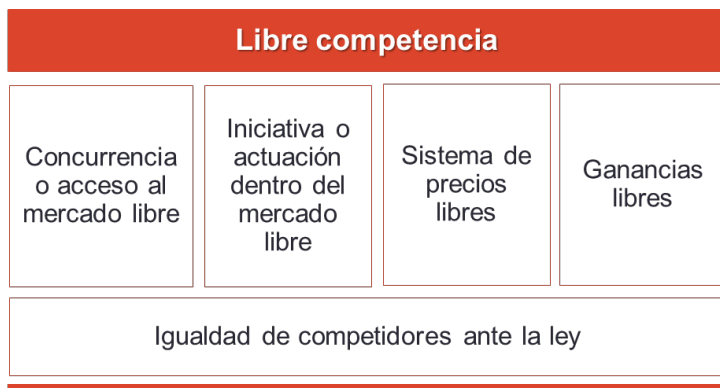 Libre competencia
Concurrencia
o acceso al
mercado libre
Iniciativa o
actuación
dentro del
mercado
libre
Sistema de
precios
libres
Ganancias
libres
Igualdad de competidores ante la ley